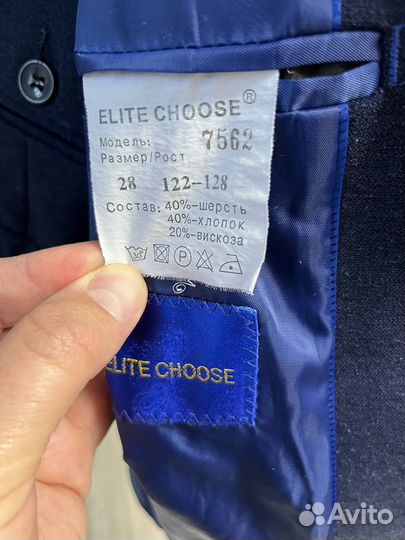 ELITE CHOOSE®
Модель: 7562
Размер/Рост
28 122–128
Состав: 40%-шерсть
40%-хлопок
20%-вискоза
30°
P
ELITE CHOOSE
Avito